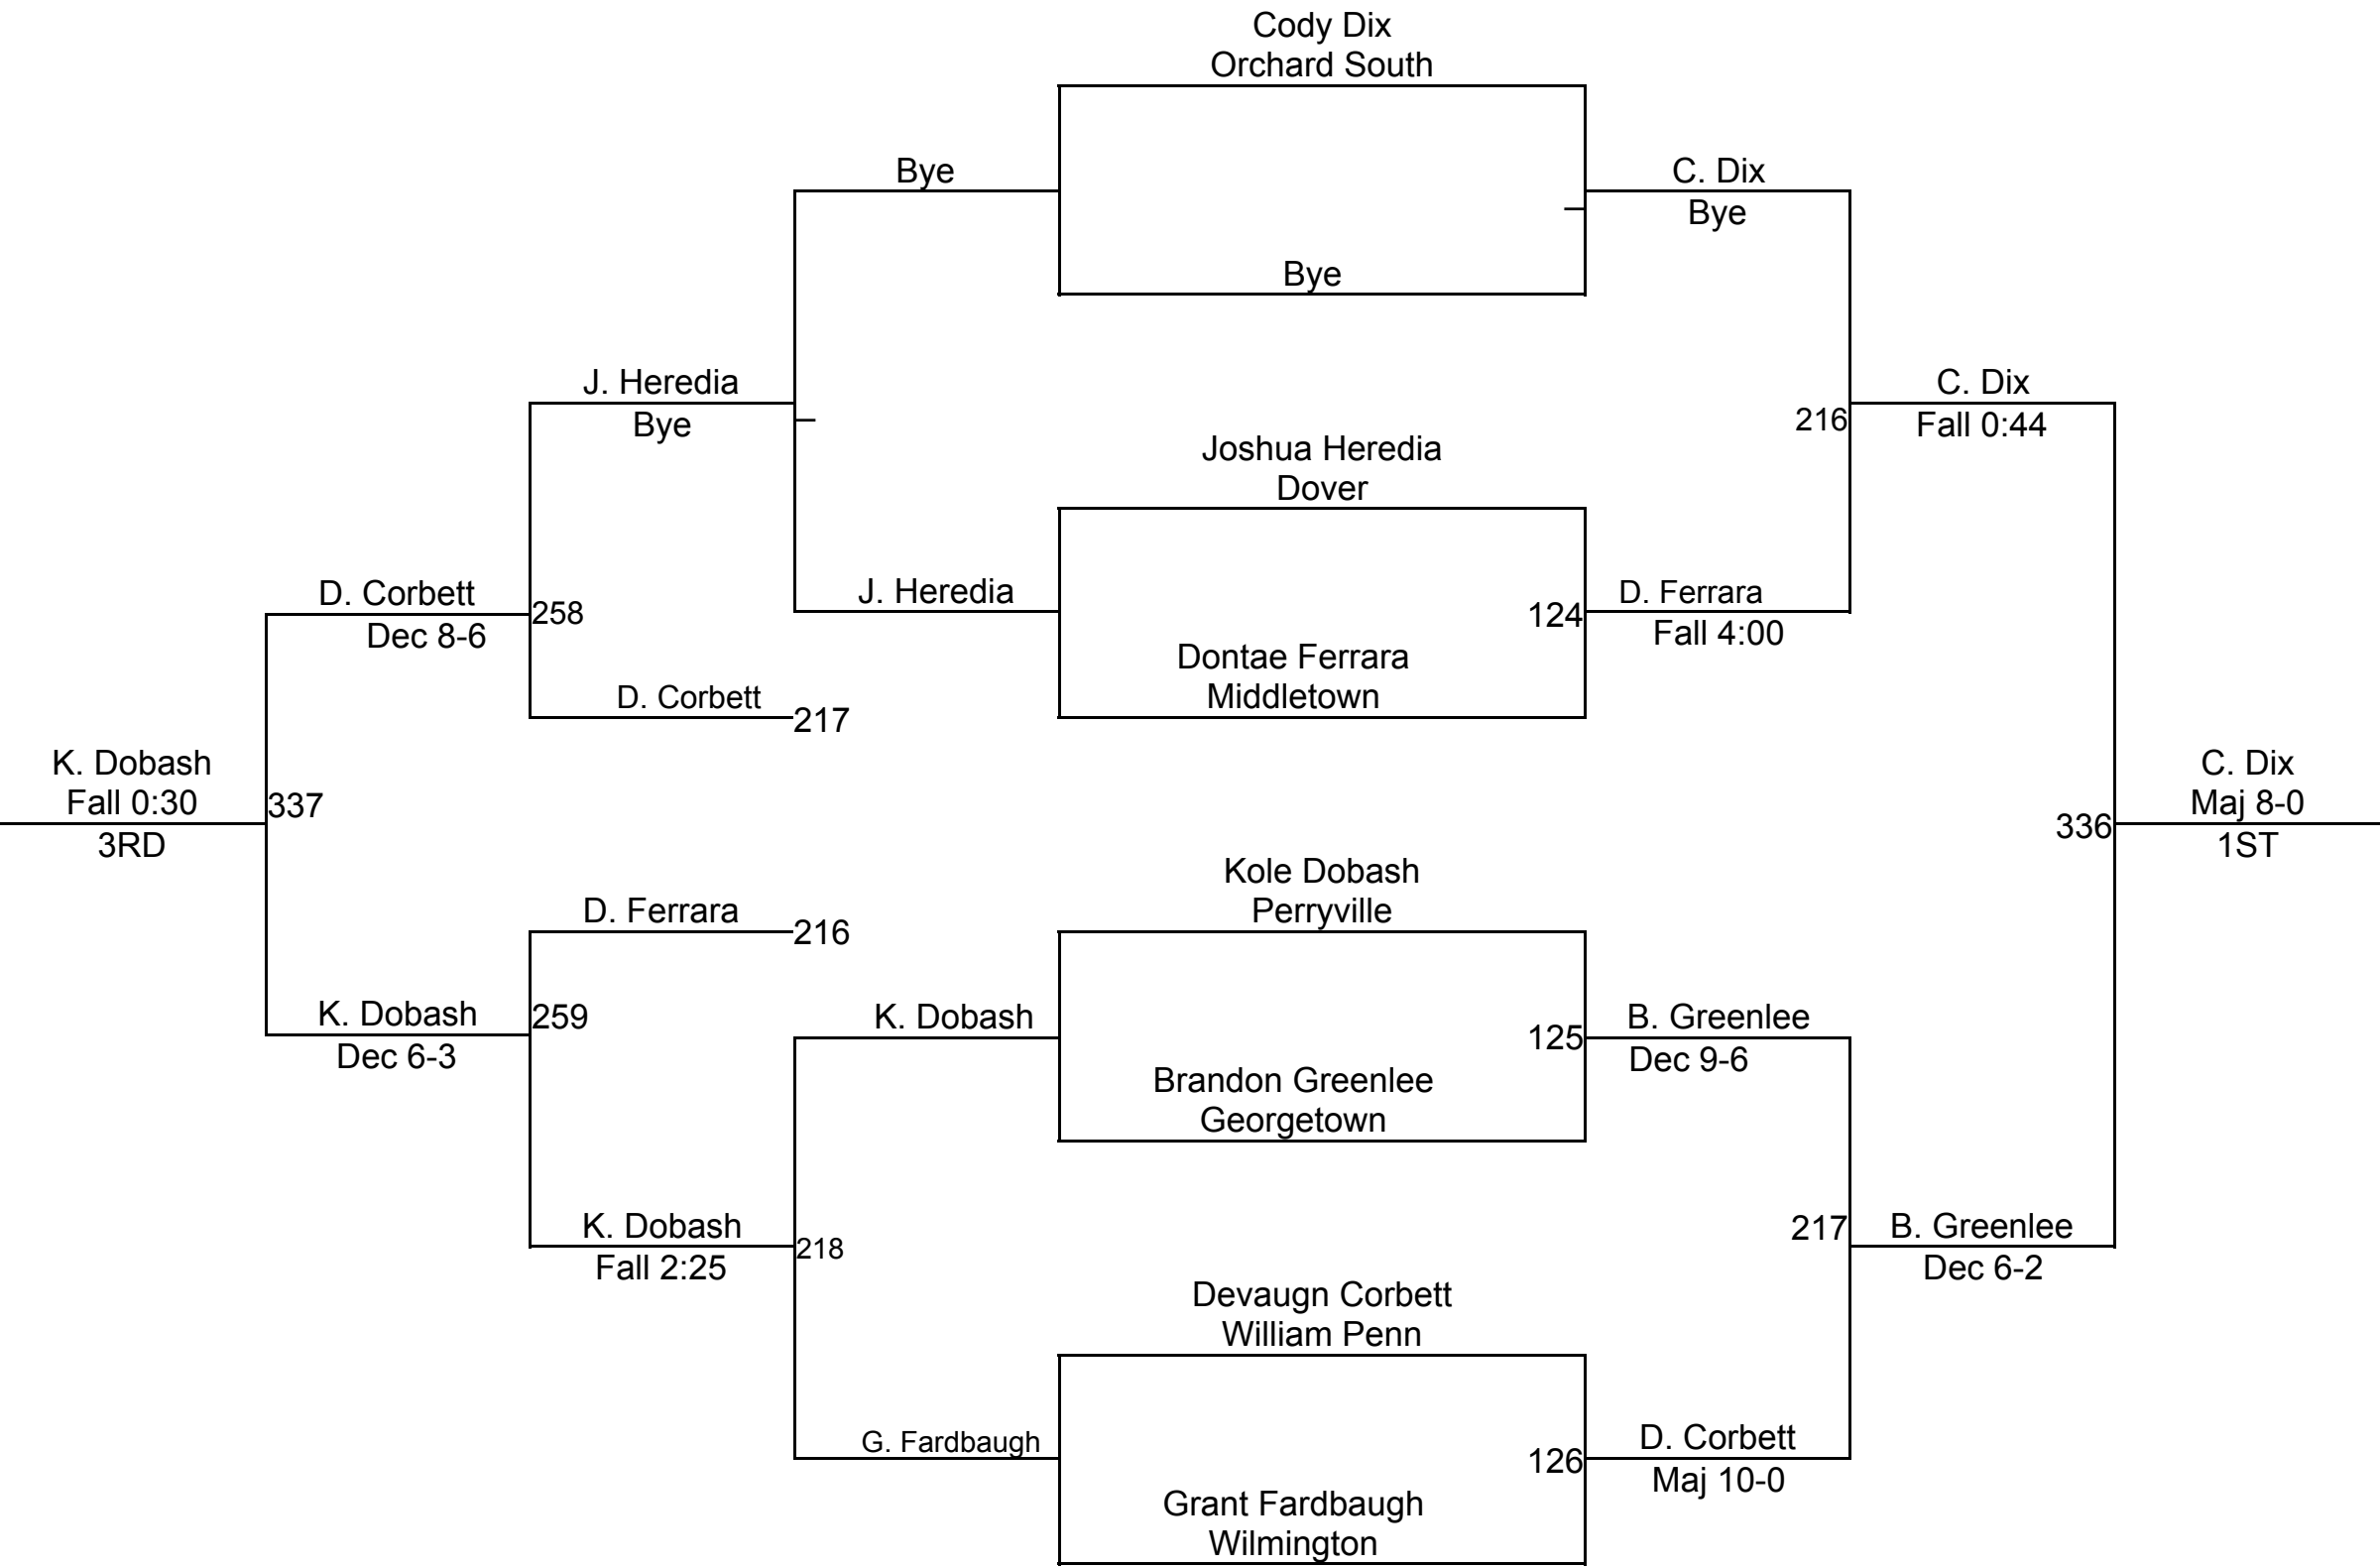 Cody Dix
Orchard South
Bye
C. Dix
Bye
Bye
J. Heredia
Bye
C. Dix
Fall 0:44
216
Joshua Heredia
Dover
D. Corbett
Dec 8-6
258
J. Heredia
124
D. Ferrara
Fall 4:00
Dontae Ferrara
Middletown
D. Corbett
217
K. Dobash
Fall 0:30
3RD
337
C. Dix
Maj 8-0
1ST
336
Kole Dobash
Perryville
D. Ferrara
216
K. Dobash
Dec 6-3
259
K. Dobash
125
B. Greenlee
Dec 9-6
Brandon Greenlee
Georgetown
K. Dobash
Fall 2:25
218
217
B. Greenlee
Dec 6-2
Devaugn Corbett
William Penn
G. Fardbaugh
126
D. Corbett
Maj 10-0
Grant Fardbaugh
Wilmington